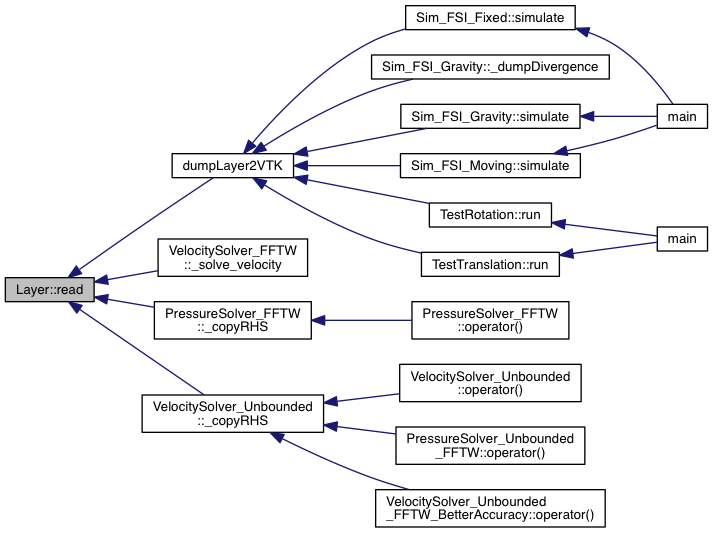 Sim_FSI_Fixed::simulate
Sim_FSI_Gravity::_dumpDivergence
Sim_FSI_Gravity::simulate
main
dumpLayer2VTK
Sim_FSI_Moving::simulate
TestRotation::run
main
VelocitySolver_FFTW
::_solve_velocity
TestTranslation::run
Layer::read
PressureSolver_FFTW
::_copyRHS
PressureSolver_FFTW
::operator()
VelocitySolver_Unbounded
::operator()
VelocitySolver_Unbounded
::_copyRHS
PressureSolver_Unbounded
_FFTW::operator()
VelocitySolver_Unbounded
_FFTW_BetterAccuracy::operator()